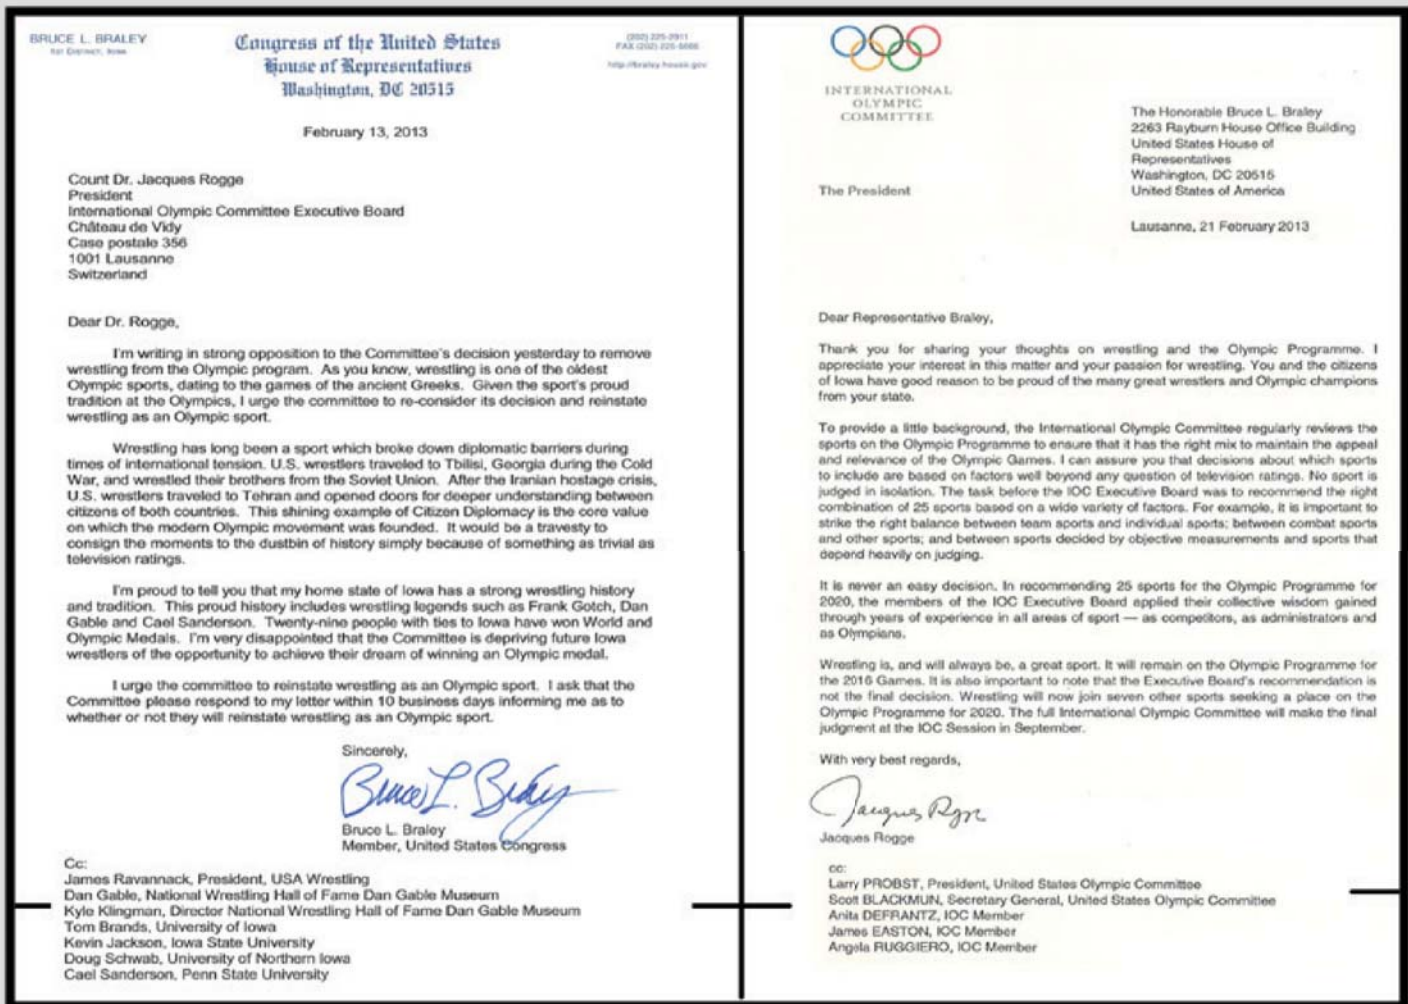 BRUCE L. BRALEY
1ST DISTRICT, IOWA
Congress of the United States
House of Representatives
Washington, DC 20515
(202) 225-2911
FAX (202) 225-6666
http://braley.house.gov
February 13, 2013
Count Dr. Jacques Rogge
President
International Olympic Committee Executive Board
Château de Vidy
Case postale 356
1001 Lausanne
Switzerland
Dear Dr. Rogge,
I'm writing in strong opposition to the Committee's decision yesterday to remove
wrestling from the Olympic program. As you know, wrestling is one of the oldest
Olympic sports, dating to the games of the ancient Greeks. Given the sport's proud
tradition at the Olympics, I urge the committee to re-consider its decision and reinstate
wrestling as an Olympic sport.
Wrestling has long been a sport which broke down diplomatic barriers during
times of international tension. U.S. wrestlers traveled to Tbilisi, Georgia during the Cold
War, and wrestled their brothers from the Soviet Union. After the Iranian hostage crisis,
U.S. wrestlers traveled to Tehran and opened doors for deeper understanding between
citizens of both countries. This shining example of Citizen Diplomacy is the core value
on which the modern Olympic movement was founded. It would be a travesty to
consign the moments to the dustbin of history simply because of something as trivial as
television ratings.
I'm proud to tell you that my home state of Iowa has a strong wrestling history
and tradition. This proud history includes wrestling legends such as Frank Gotch, Dan
Gable and Cael Sanderson. Twenty-nine people with ties to Iowa have won World and
Olympic Medals. I'm very disappointed that the Committee is depriving future Iowa
wrestlers of the opportunity to achieve their dream of winning an Olympic medal.
I urge the committee to reinstate wrestling as an Olympic sport. I ask that the
Committee please respond to my letter within 10 business days informing me as to
whether or not they will reinstate wrestling as an Olympic sport.
Sincerely,
Bruce L. Braley
Bruce L. Braley
Member, United States Congress
Cc:
James Ravannack, President, USA Wrestling
Dan Gable, National Wrestling Hall of Fame Dan Gable Museum
Kyle Klingman, Director National Wrestling Hall of Fame Dan Gable Museum
Tom Brands, University of Iowa
Kevin Jackson, Iowa State University
Doug Schwab, University of Northern Iowa
Cael Sanderson, Penn State University
INTERNATIONAL
OLYMPIC
COMMITTEE
The President
The Honorable Bruce L. Braley
2263 Rayburn House Office Building
United States House of
Representatives
Washington, DC 20515
United States of America
Lausanne, 21 February 2013
Dear Representative Braley,
Thank you for sharing your thoughts on wrestling and the Olympic Programme. I
appreciate your interest in this matter and your passion for wrestling. You and the citizens
of Iowa have good reason to be proud of the many great wrestlers and Olympic champions
from your state.
To provide a little background, the International Olympic Committee regularly reviews the
sports on the Olympic Programme to ensure that it has the right mix to maintain the appeal
and relevance of the Olympic Games. I can assure you that decisions about which sports
to include are based on factors well beyond any question of television ratings. No sport is
judged in isolation. The task before the IOC Executive Board was to recommend the right
combination of 25 sports based on a wide variety of factors. For example, it is important to
strike the right balance between team sports and individual sports; between combat sports
and other sports; and between sports decided by objective measurements and sports that
depend heavily on judging.
It is never an easy decision. In recommending 25 sports for the Olympic Programme for
2020, the members of the IOC Executive Board applied their collective wisdom gained
through years of experience in all areas of sport — as competitors, as administrators and
as Olympians.
Wrestling is, and will always be, a great sport. It will remain on the Olympic Programme for
the 2016 Games. It is also important to note that the Executive Board's recommendation is
not the final decision. Wrestling will now join seven other sports seeking a place on the
Olympic Programme for 2020. The full International Olympic Committee will make the final
judgment at the IOC Session in September.
With very best regards,
Jacques Rogge
Jacques Rogge
cc:
Larry PROBST, President, United States Olympic Committee
Scott BLACKMUN, Secretary General, United States Olympic Committee
Anita DEFRANTZ, IOC Member
James EASTON, IOC Member
Angela RUGGIERO, IOC Member